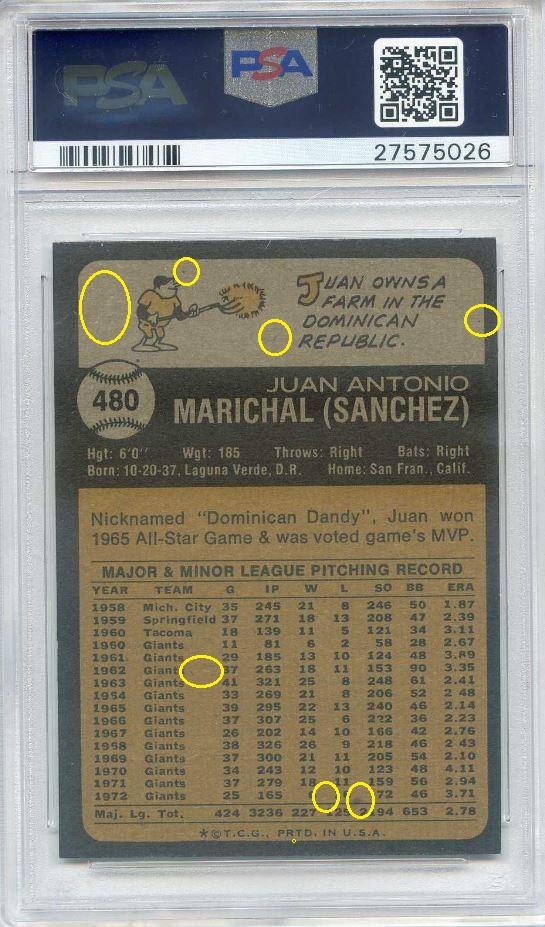 PSA
PSA
27575026
JUAN OWNS A
FARM IN THE
DOMINICAN
REPUBLIC.
480
JUAN ANTONIO
MARICHAL (SANCHEZ)
Hgt: 6'0" Wgt: 185 Throws: Right Bats: Right
Born: 10-20-37, Laguna Verde, D.R. Home: San Fran., Calif.
Nicknamed "Dominican Dandy", Juan won
1965 All-Star Game & was voted game's MVP.
MAJOR & MINOR LEAGUE PITCHING RECORD
YEAR TEAM G IP W L SO BB ERA
1958 Mich. City 35 245 21 8 246 50 1.87
1959 Springfield 37 271 18 13 208 47 2.39
1960 Tacoma 18 139 11 5 121 34 3.11
1960 Giants 11 81 6 2 58 28 2.67
1961 Giants 29 185 13 10 124 48 3.89
1962 Giants 37 263 18 11 153 90 3.35
1963 Giants 41 321 25 8 248 61 2.41
1964 Giants 33 269 21 8 206 52 2 48
1965 Giants 39 295 22 13 240 46 2.14
1966 Giants 37 307 25 6 222 36 2.23
1967 Giants 26 202 14 10 166 42 2.76
1968 Giants 38 326 26 9 218 46 2 43
1969 Giants 37 300 21 11 205 54 2.10
1970 Giants 34 243 12 10 123 48 4.11
1971 Giants 37 279 18 11 159 56 2.94
1972 Giants 25 165 72 46 3.71
Maj. Lg. Tot. 424 3236 227 653 2.78
*©T.C.G., PRTD. IN U.S.A.